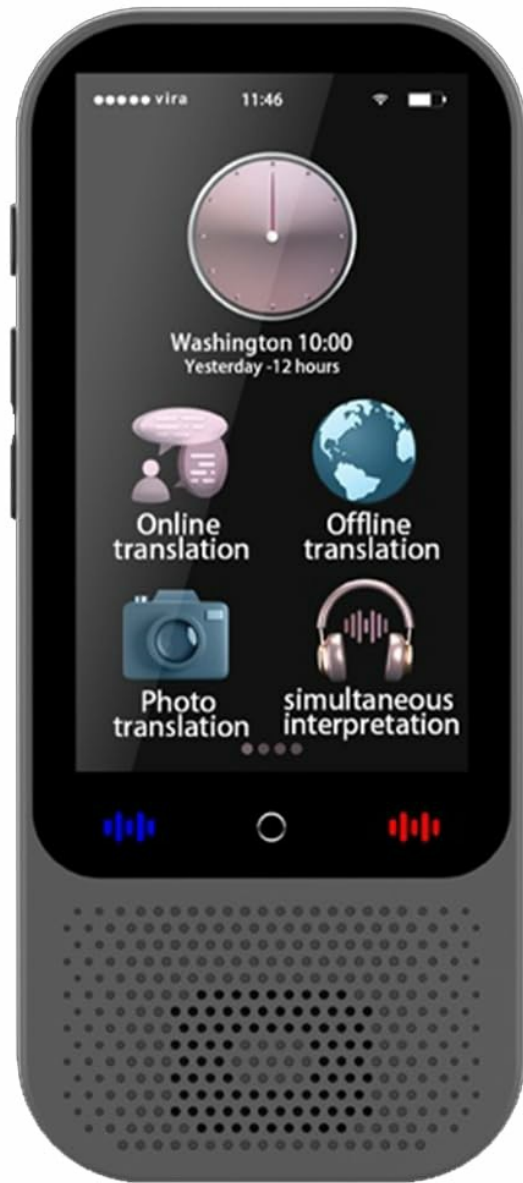 vira 11:46
Washington 10:00
Yesterday -12 hours
Online
translation
Offline
translation
Photo
translation
simultaneous
interpretation